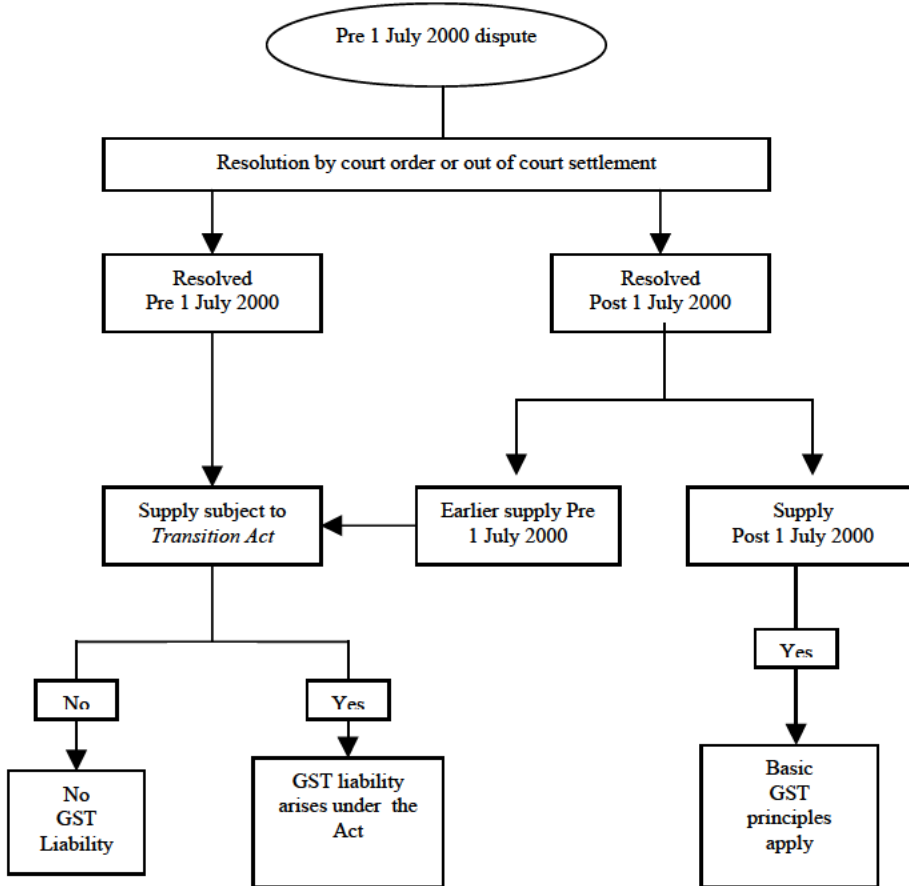 Pre 1 July 2000 dispute
Resolution by court order or out of court settlement
Resolved
Pre 1 July 2000
Resolved
Post 1 July 2000
Supply subject to
Transition Act
Earlier supply Pre
1 July 2000
Supply
Post 1 July 2000
Yes
No
Yes
No
GST
Liability
GST liability
arises under the
Act
Basic
GST
principles
apply